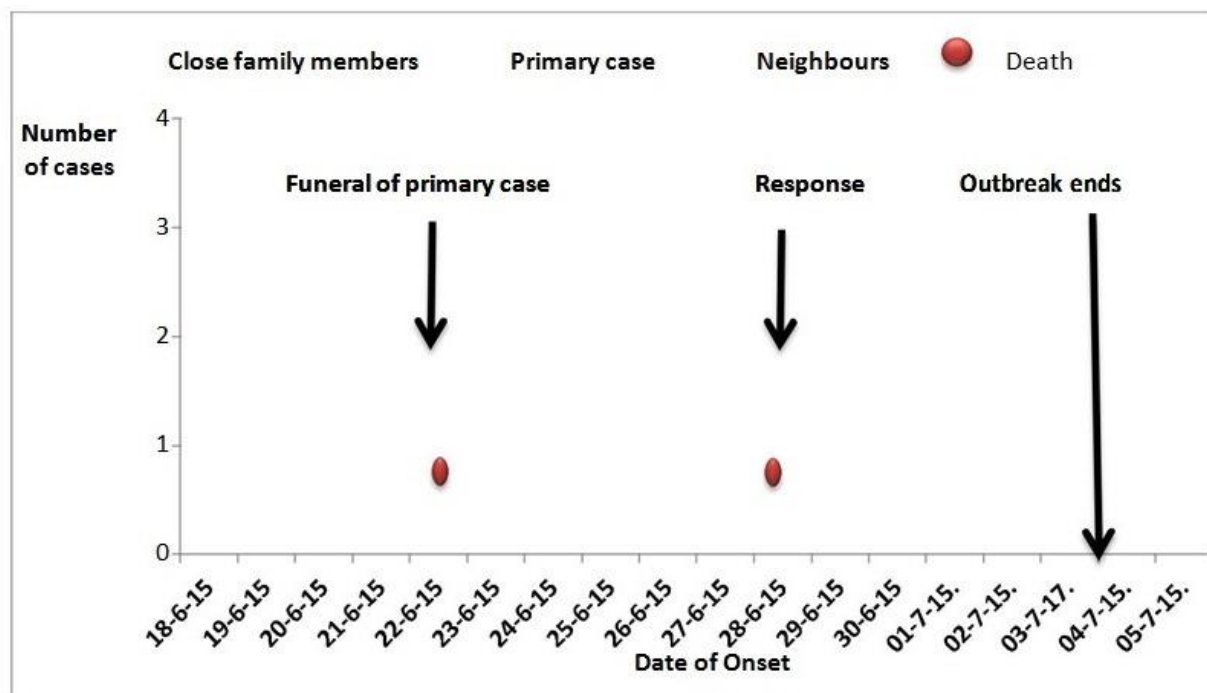 Close family members Primary case Neighbours Death
Number of cases
4
Funeral of primary case Response Outbreak ends
3
2
1
0
18-6-15 19-6-15 20-6-15 21-6-15 22-6-15 23-6-15 24-6-15 25-6-15 26-6-15 27-6-15 28-6-15 29-6-15 30-6-15 01-7-15. 02-7-15. 03-7-17. 04-7-15. 05-7-15.
Date of Onset